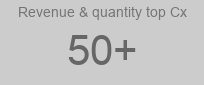 Revenue & quantity top Cx
50+